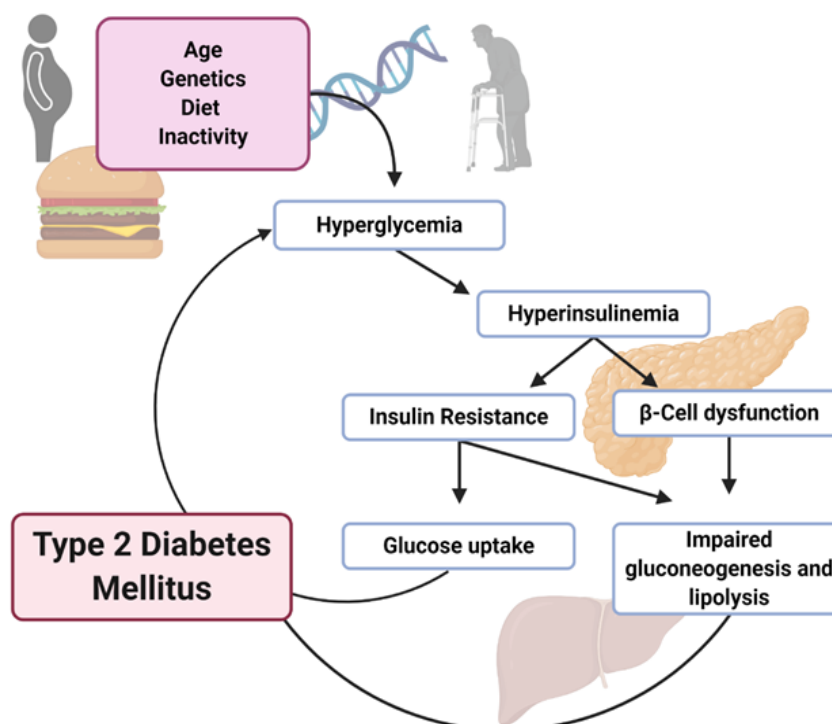 Age
Genetics
Diet
Inactivity
Hyperglycemia
Hyperinsulinemia
Insulin Resistance
β-Cell dysfunction
Type 2 Diabetes
Mellitus
Glucose uptake
Impaired
gluconeogenesis and
lipolysis